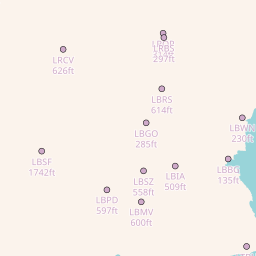 LROP
LRBS
297ft
LRCV
626ft
LBRS
614ft
LBWN
230ft
LBGO
285ft
LBSF
1742ft
LBBG
135ft
LBIA
509ft
LBSZ
558ft
LBPD
597ft
LBMV
600ft